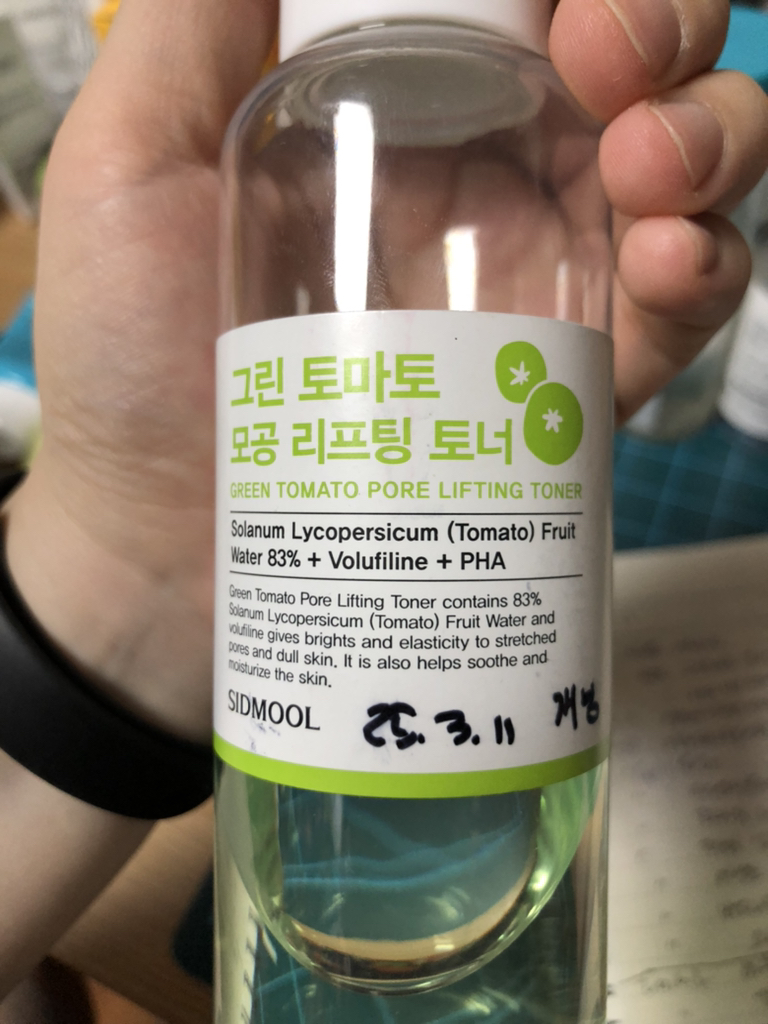 그린 토마토
모공 리프팅 토너
GREEN TOMATO PORE LIFTING TONER
Solanum Lycopersicum (Tomato) Fruit
Water 83% + Volufiline + PHA
Green Tomato Pore Lifting Toner contains 83%
Solanum Lycopersicum (Tomato) Fruit Water and
volufiline gives brights and elasticity to stretched
pores and dull skin. It is also helps soothe and
moisturize the skin.
SIDMOOL
25. 3. 11 개봉